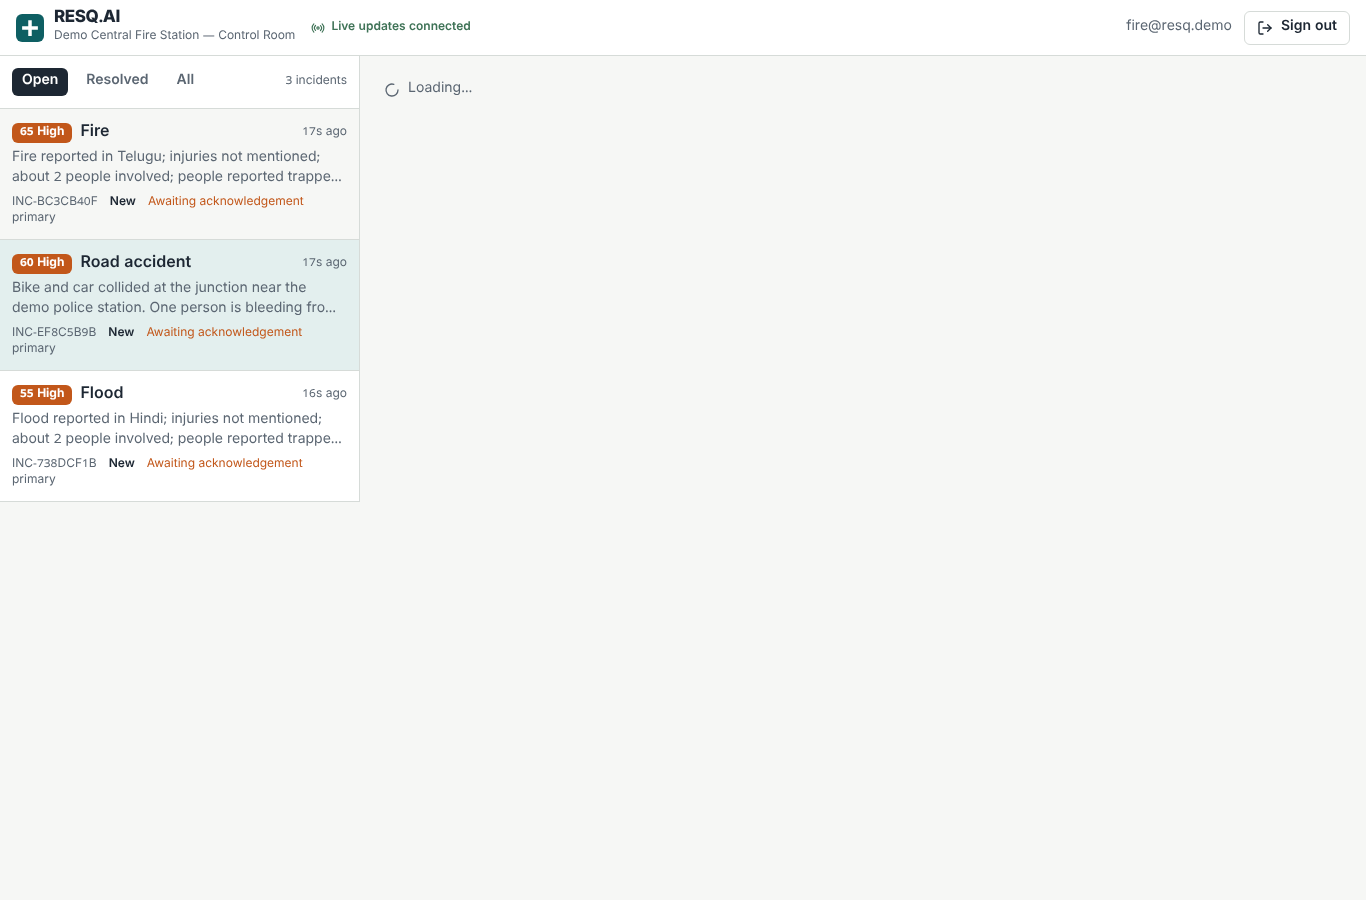 RESQ.AI
Demo Central Fire Station — Control Room
Live updates connected
fire@resq.demo
Sign out
Open
Resolved
All
3 incidents
Loading...
65 High
Fire
17s ago
Fire reported in Telugu; injuries not mentioned;
about 2 people involved; people reported trappe...
INC-BC3CB40F New Awaiting acknowledgement
primary
60 High
Road accident
17s ago
Bike and car collided at the junction near the
demo police station. One person is bleeding fro...
INC-EF8C5B9B New Awaiting acknowledgement
primary
55 High
Flood
16s ago
Flood reported in Hindi; injuries not mentioned;
about 2 people involved; people reported trappe...
INC-738DCF1B New Awaiting acknowledgement
primary